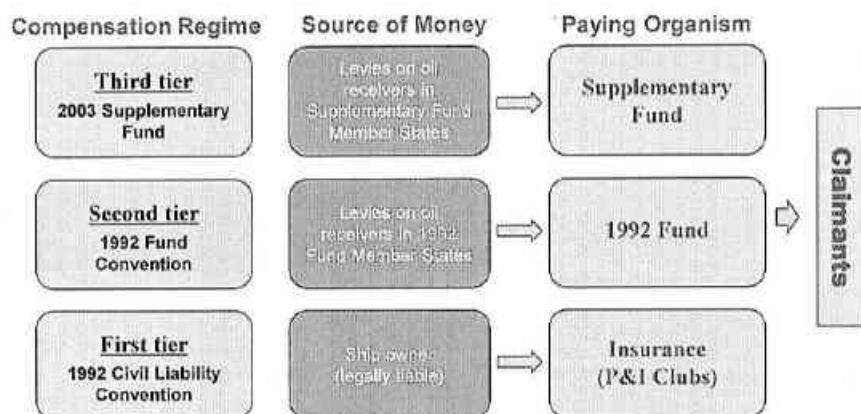 Compensation Regime
Source of Money
Paying Organism
Third tier
2003 Supplementary
Fund
Levies on oil
receivers in
Supplementary Fund
Member States
Supplementary
Fund
Second tier
1992 Fund
Convention
Levies on oil
receivers in 1992
Fund Member States
1992 Fund
First tier
1992 Civil Liability
Convention
Ship owner
(legally liable)
Insurance
(P&I Clubs)
Claimants